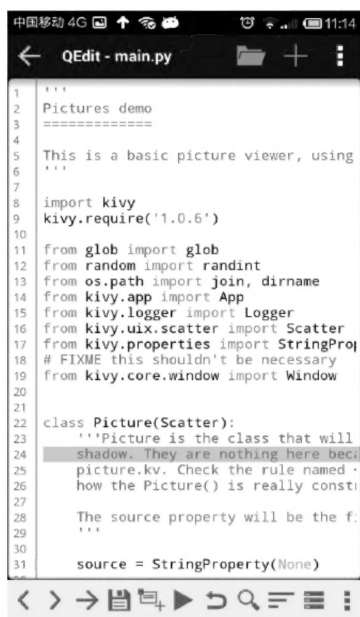 中国移动 4G 11:14
QEdit - main.py
1 '''
2 Pictures demo
3 =============
4
5 This is a basic picture viewer, using
6 '''
7
8 import kivy
9 kivy.require('1.0.6')
10
11 from glob import glob
12 from random import randint
13 from os.path import join, dirname
14 from kivy.app import App
15 from kivy.logger import Logger
16 from kivy.uix.scatter import Scatter
17 from kivy.properties import StringProp
18 # FIXME this shouldn't be necessary
19 from kivy.core.window import Window
20
21
22 class Picture(Scatter):
23 '''Picture is the class that will
24 shadow. They are nothing here beca
25 picture.kv. Check the rule named
26 how the Picture() is really const
27
28 The source property will be the f
29 '''
30
31 source = StringProperty(None)